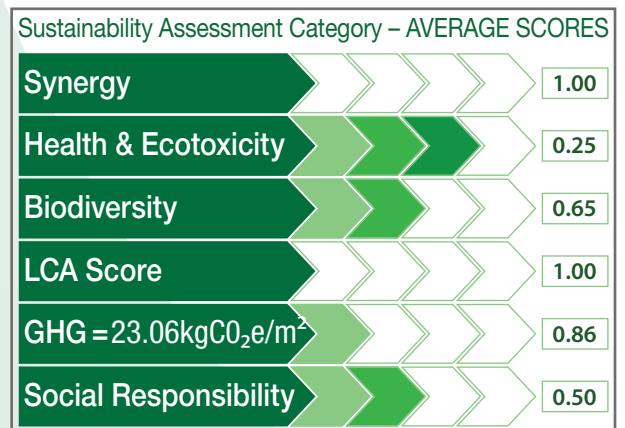 Sustainability Assessment Category – AVERAGE SCORES
Synergy 1.00
Health & Ecotoxicity 0.25
Biodiversity 0.65
LCA Score 1.00
GHG = 23.06kgC0₂e/m² 0.86
Social Responsibility 0.50